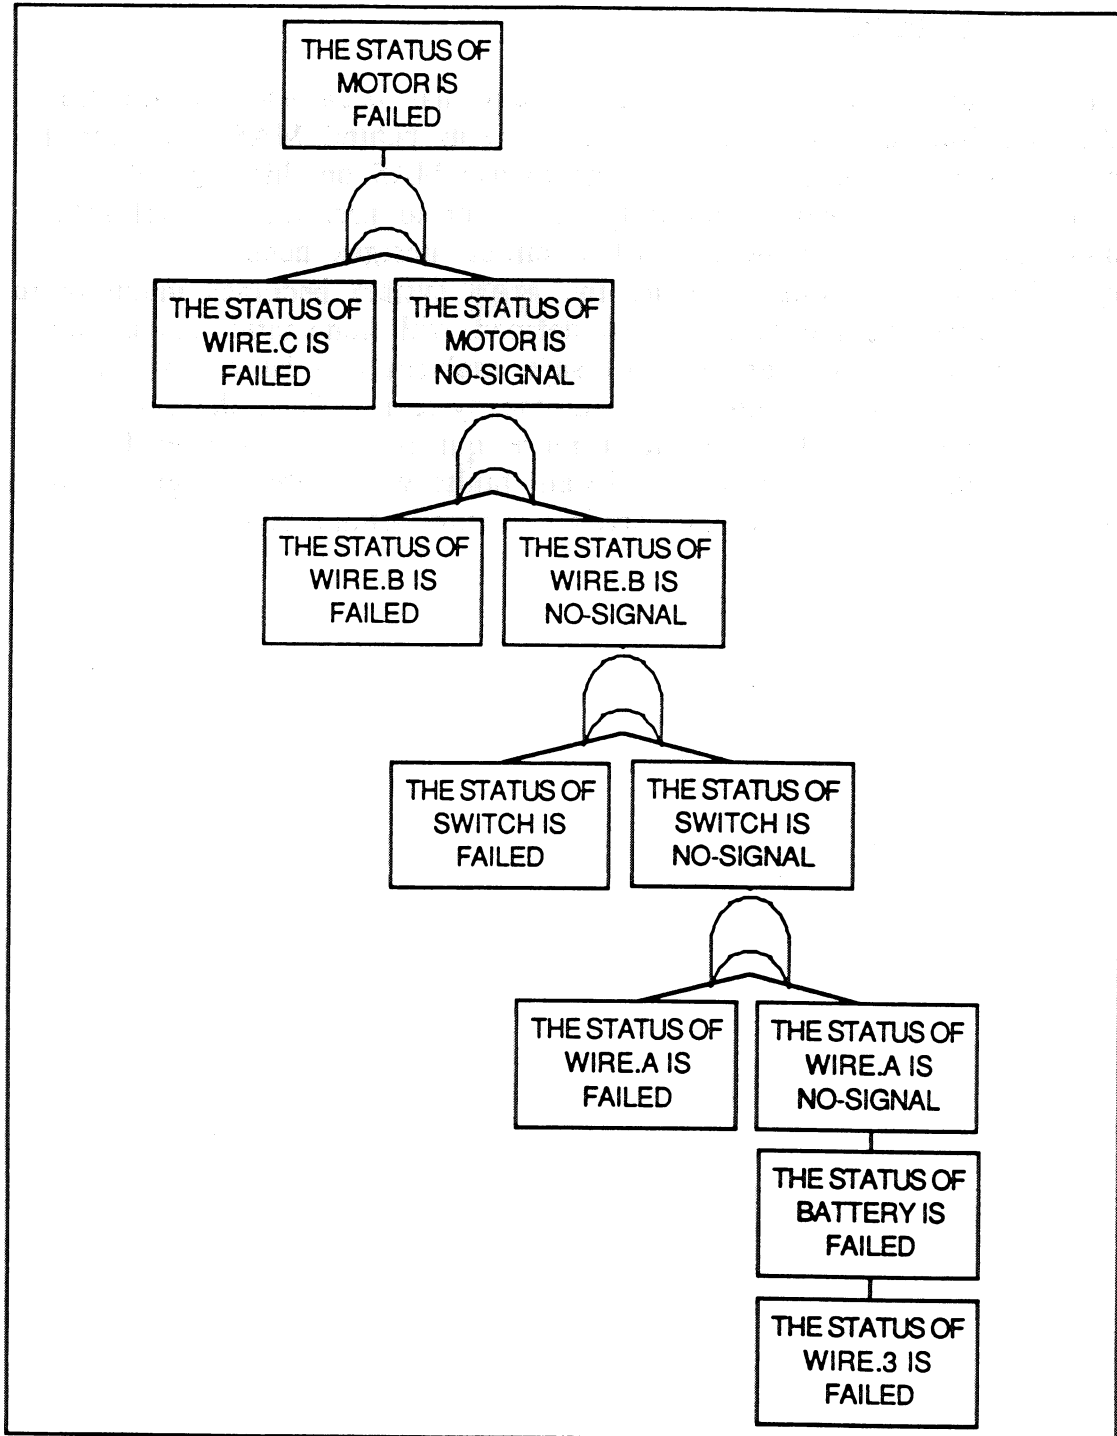 THE STATUS OF
MOTOR IS
FAILED
THE STATUS OF
WIRE.C IS
FAILED
THE STATUS OF
MOTOR IS
NO-SIGNAL
THE STATUS OF
WIRE.B IS
FAILED
THE STATUS OF
WIRE.B IS
NO-SIGNAL
THE STATUS OF
SWITCH IS
FAILED
THE STATUS OF
SWITCH IS
NO-SIGNAL
THE STATUS OF
WIRE.A IS
FAILED
THE STATUS OF
WIRE.A IS
NO-SIGNAL
THE STATUS OF
BATTERY IS
FAILED
THE STATUS OF
WIRE.3 IS
FAILED